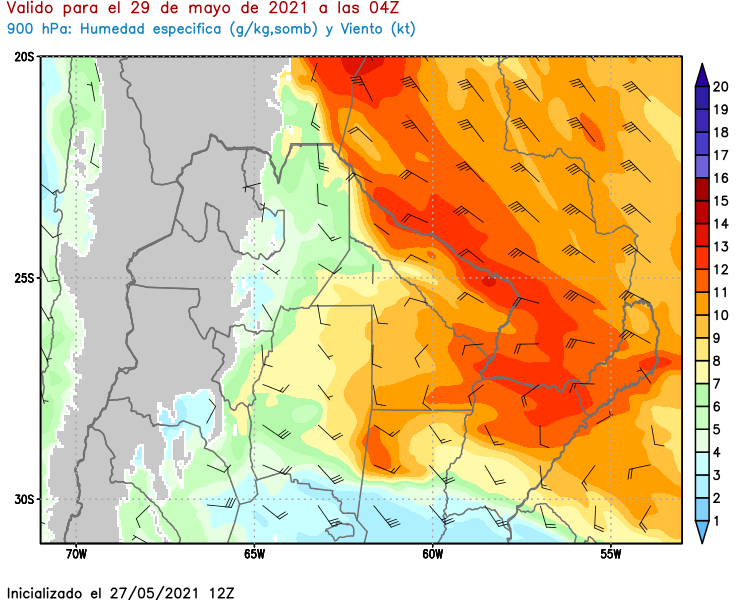 Valido para el 29 de mayo de 2021 a las 04Z
900 hPa: Humedad especifica (g/kg,somb) y Viento (kt)
20S
25S
30S
70W
65W
60W
55W
20
19
18
17
16
15
14
13
12
11
10
9
8
7
6
5
4
3
2
1
Inicializado el 27/05/2021 12Z